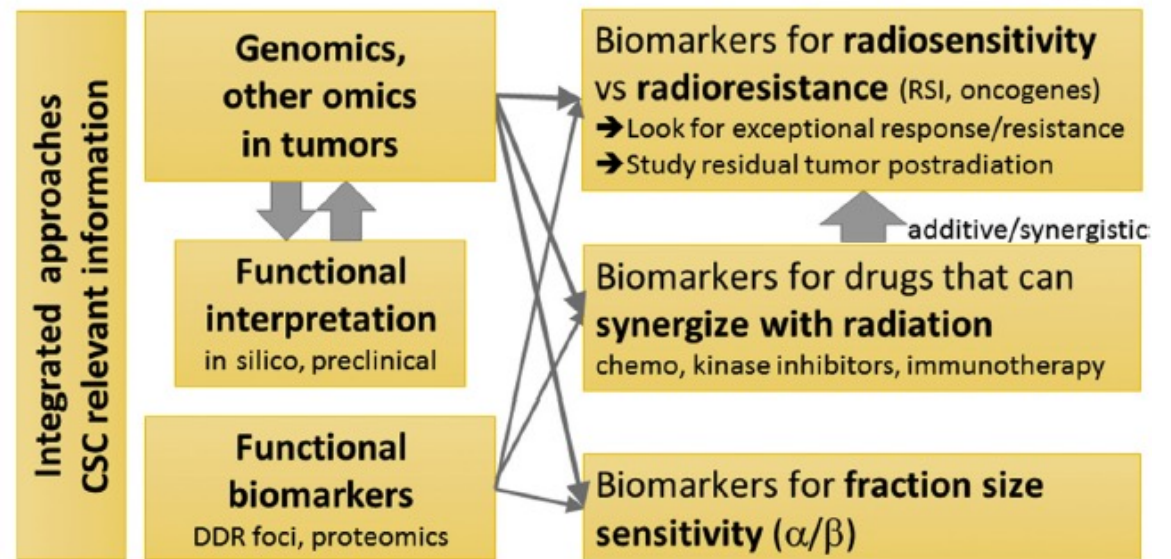 Integrated approaches
CSC relevant information
Genomics,
other omics
in tumors
Functional
interpretation
in silico, preclinical
Functional
biomarkers
DDR foci, proteomics
Biomarkers for radiosensitivity
vs radioresistance (RSI, oncogenes)
➔Look for exceptional response/resistance
➔Study residual tumor postradiation
additive/synergistic
Biomarkers for drugs that can
synergize with radiation
chemo, kinase inhibitors, immunotherapy
Biomarkers for fraction size
sensitivity (α/β)